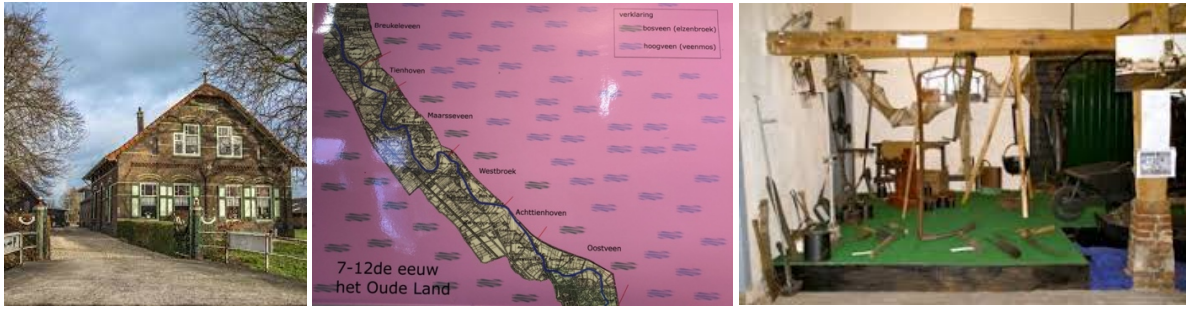 Breukeleveen
verklaring
bosveen (elzenbroek)
hoogveen (veenmos)
Tienhoven
Maarsseveen
Westbroek
Achttienhoven
Oostveen
7-12de eeuw
het Oude Land